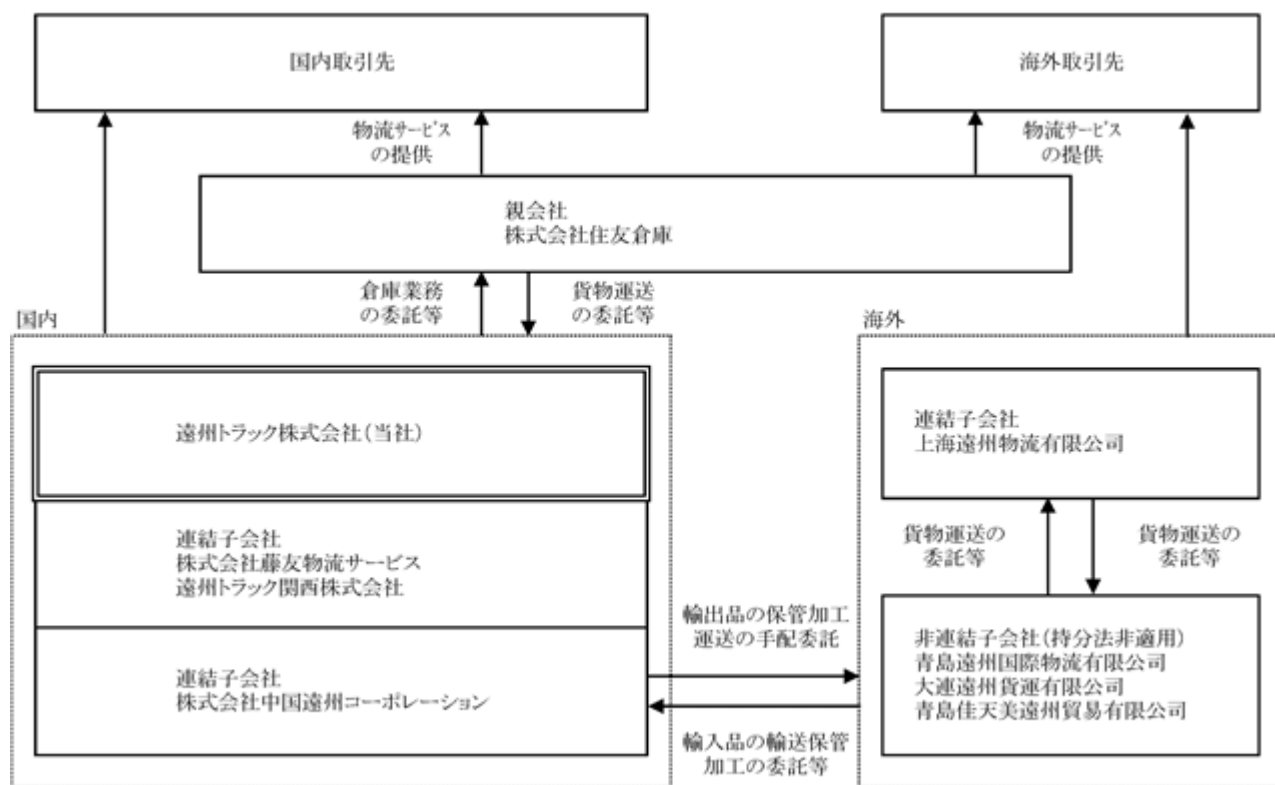 国内取引先
海外取引先
物流サービス
の提供
物流サービス
の提供
親会社
株式会社住友倉庫
倉庫業務
の委託等
貨物運送
の委託等
国内
海外
遠州トラック株式会社(当社)
連結子会社
上海遠州物流有限公司
連結子会社
株式会社藤友物流サービス
遠州トラック関西株式会社
貨物運送の
委託等
貨物運送の
委託等
輸出品の保管加工
運送の手配委託
連結子会社
株式会社中国遠州コーポレーション
非連結子会社(持分法非適用)
青島遠州国際物流有限公司
大連遠州貨運有限公司
青島佳天美遠州貿易有限公司
輸入品の輸送保管
加工の委託等